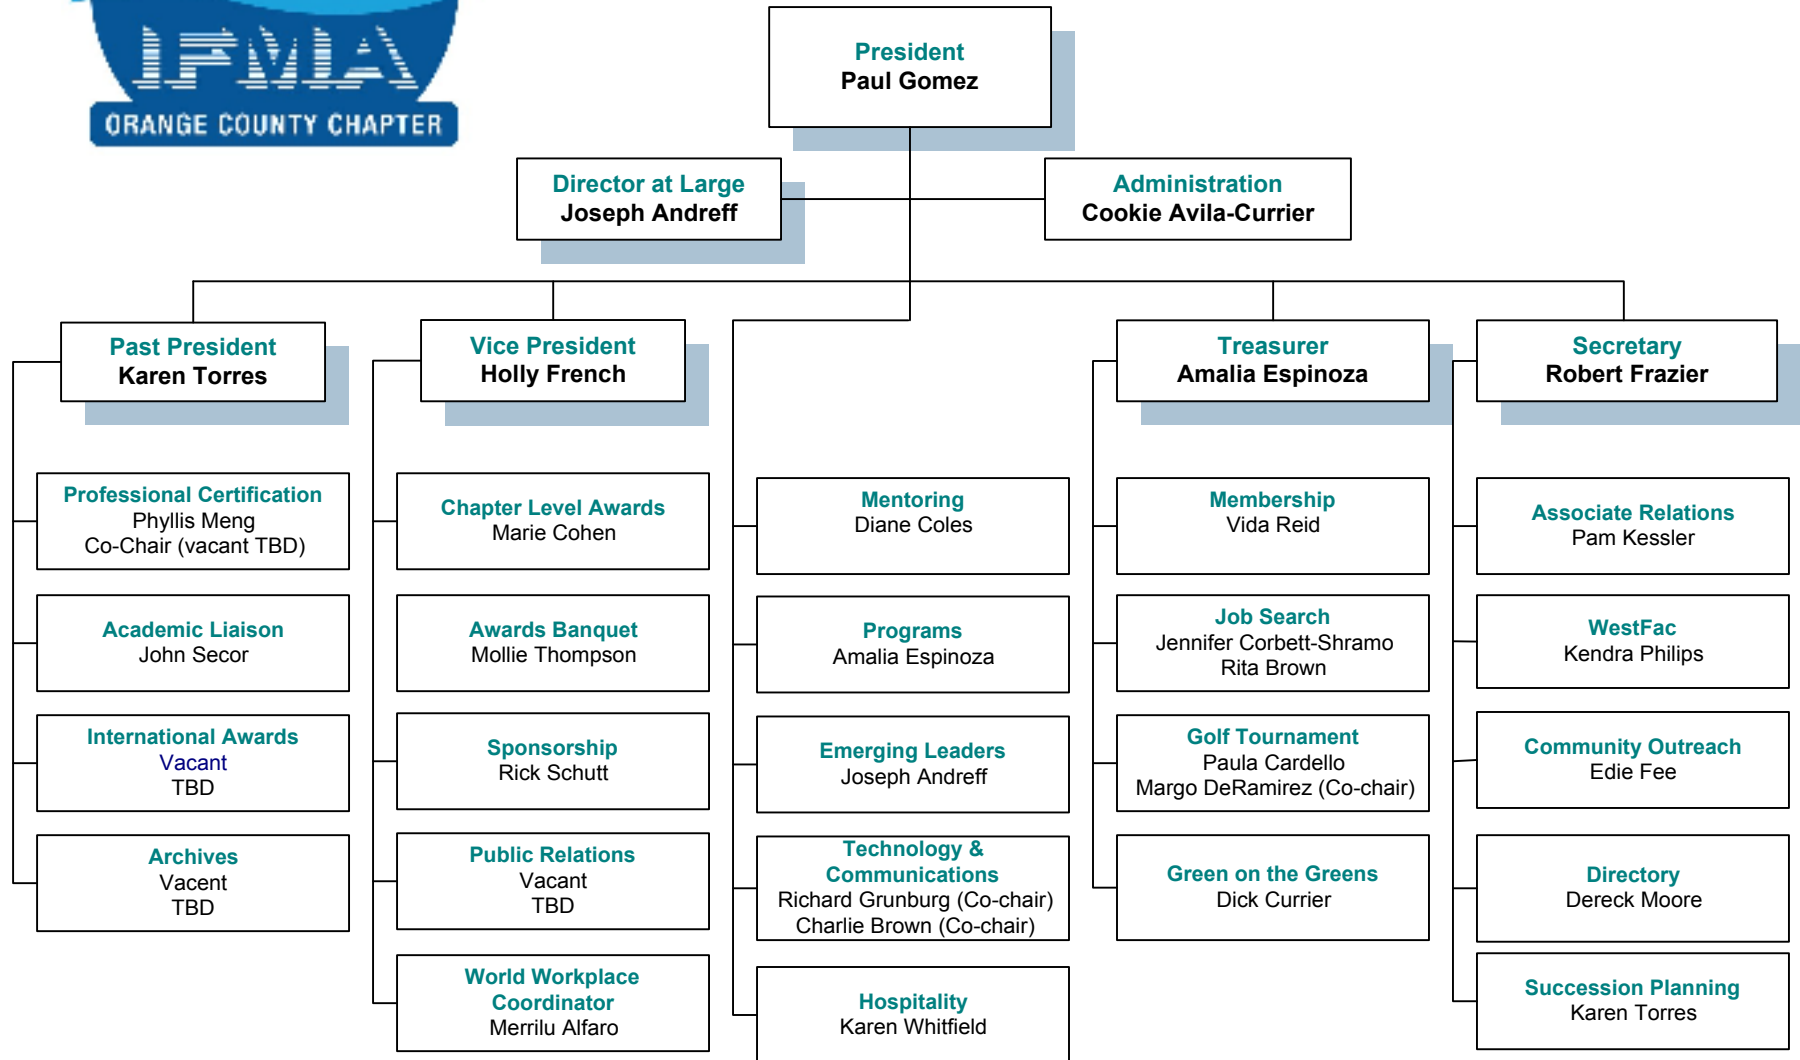 IFMA
ORANGE COUNTY CHAPTER
President
Paul Gomez
Director at Large
Joseph Andreff
Administration
Cookie Avila-Currier
Past President
Karen Torres
Vice President
Holly French
Treasurer
Amalia Espinoza
Secretary
Robert Frazier
Professional Certification
Phyllis Meng
Co-Chair (vacant TBD)
Academic Liaison
John Secor
International Awards
Vacant
TBD
Archives
Vacent
TBD
Chapter Level Awards
Marie Cohen
Awards Banquet
Mollie Thompson
Sponsorship
Rick Schutt
Public Relations
Vacant
TBD
World Workplace
Coordinator
Merrilu Alfaro
Mentoring
Diane Coles
Programs
Amalia Espinoza
Emerging Leaders
Joseph Andreff
Technology &
Communications
Richard Grunburg (Co-chair)
Charlie Brown (Co-chair)
Hospitality
Karen Whitfield
Membership
Vida Reid
Job Search
Jennifer Corbett-Shramo
Rita Brown
Golf Tournament
Paula Cardello
Margo DeRamirez (Co-chair)
Green on the Greens
Dick Currier
Associate Relations
Pam Kessler
WestFac
Kendra Philips
Community Outreach
Edie Fee
Directory
Dereck Moore
Succession Planning
Karen Torres